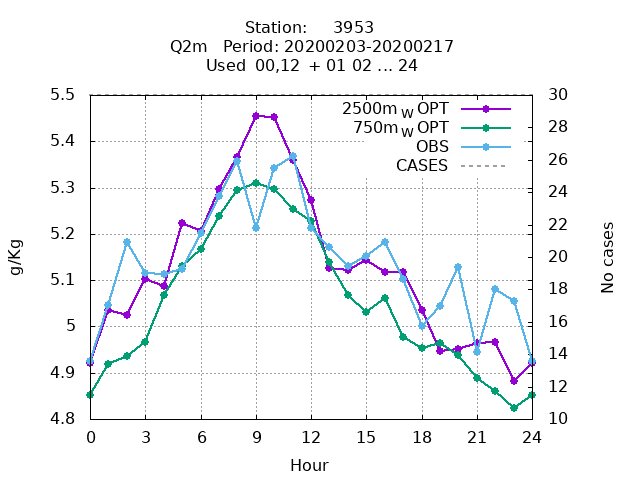 Station: 3953
Q2m Period: 20200203-20200217
Used 00,12 + 01 02 ... 24
5.5
5.4
5.3
5.2
5.1
5
4.9
4.8
30
28
26
24
22
20
18
16
14
12
10
2500m W OPT
750m W OPT
OBS
CASES
g/Kg
No cases
0 3 6 9 12 15 18 21 24
Hour